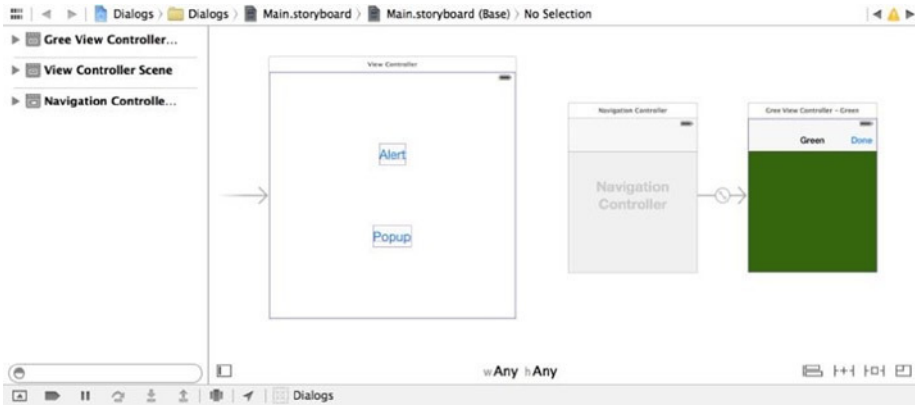 Dialogs Dialogs Main.storyboard Main.storyboard (Base) No Selection
Gree View Controller...
View Controller Scene
Navigation Controlle...
View Controller
Alert
Popup
Navigation Controller
Navigation
Controller
Gree View Controller - Green
Green Done
wAny hAny
Dialogs